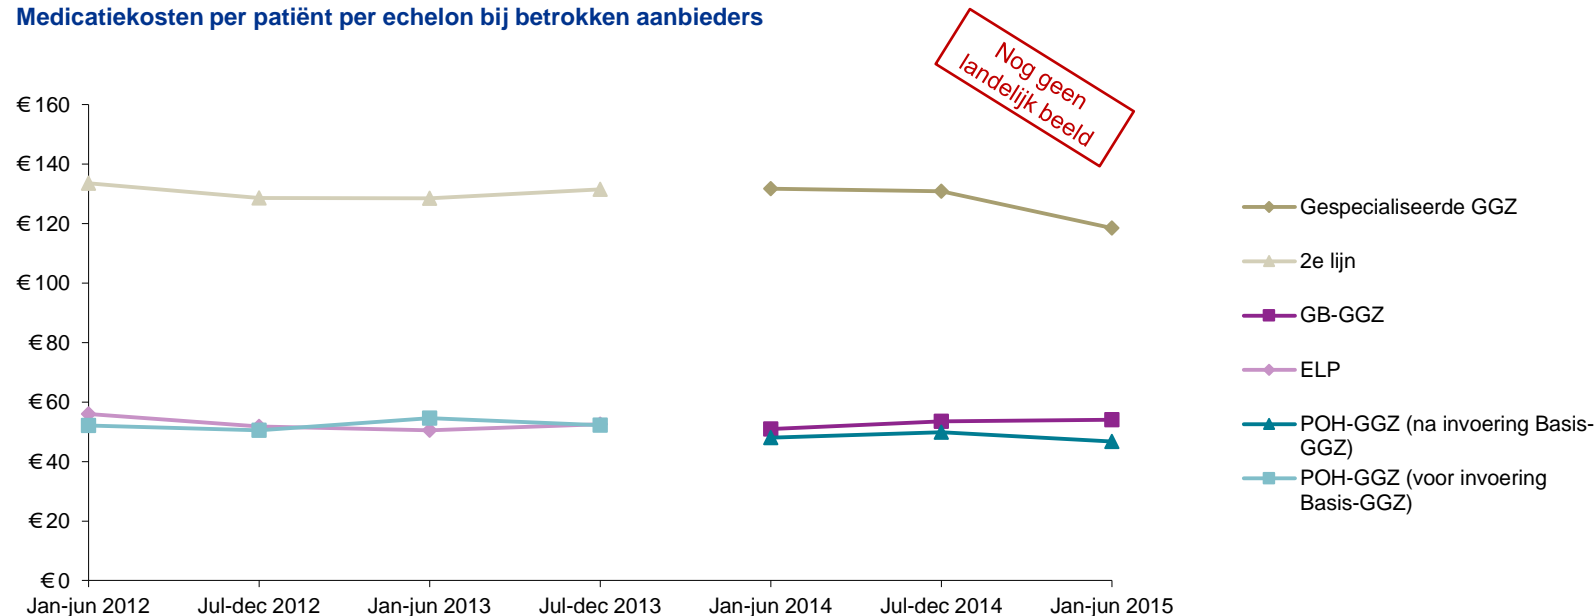 Medicatiekosten per patiënt per echelon bij betrokken aanbieders
Nog geen
landelijk beeld
€ 160
€ 140
€ 120
€ 100
€ 80
€ 60
€ 40
€ 20
€ 0
Jan-jun 2012
Jul-dec 2012
Jan-jun 2013
Jul-dec 2013
Jan-jun 2014
Jul-dec 2014
Jan-jun 2015
Gespecialiseerde GGZ
2e lijn
GB-GGZ
ELP
POH-GGZ (na invoering Basis-
GGZ)
POH-GGZ (voor invoering
Basis-GGZ)